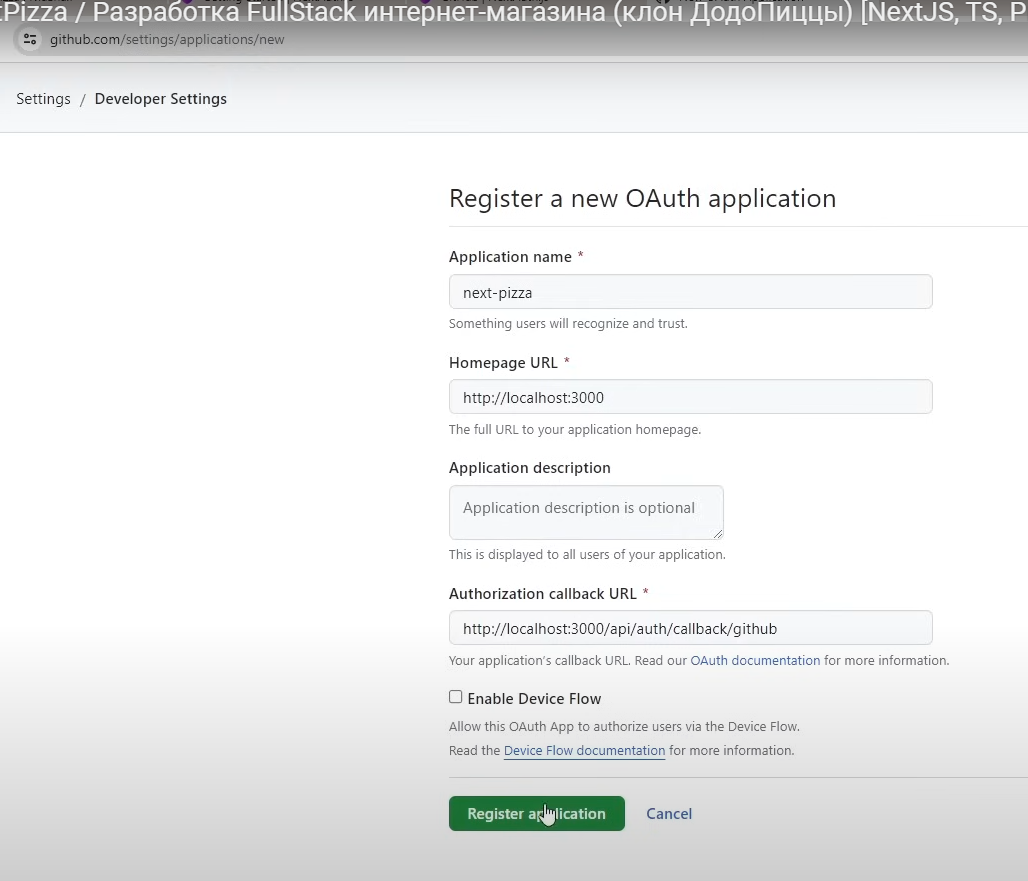 Pizza / Разработка FullStack интернет-магазина (клон ДодоПиццы) [NextJS, TS, P
github.com/settings/applications/new
Settings / Developer Settings
Register a new OAuth application
Application name *
next-pizza
Something users will recognize and trust.
Homepage URL *
http://localhost:3000
The full URL to your application homepage.
Application description
Application description is optional
This is displayed to all users of your application.
Authorization callback URL *
http://localhost:3000/api/auth/callback/github
Your application's callback URL. Read our OAuth documentation for more information.
Enable Device Flow
Allow this OAuth App to authorize users via the Device Flow.
Read the Device Flow documentation for more information.
Register application Cancel